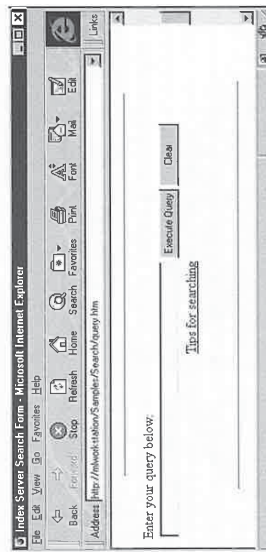 Index Server Search Form - Microsoft Internet Explorer
File Edit View Go Favorites Help
Back Forward Stop Refresh Home Search Favorites Print Font Mail Edit
Address http://mlworkstation/Samples/Search/query.htm Links
Enter your query below:
Execute Query Clear
Tips for searching